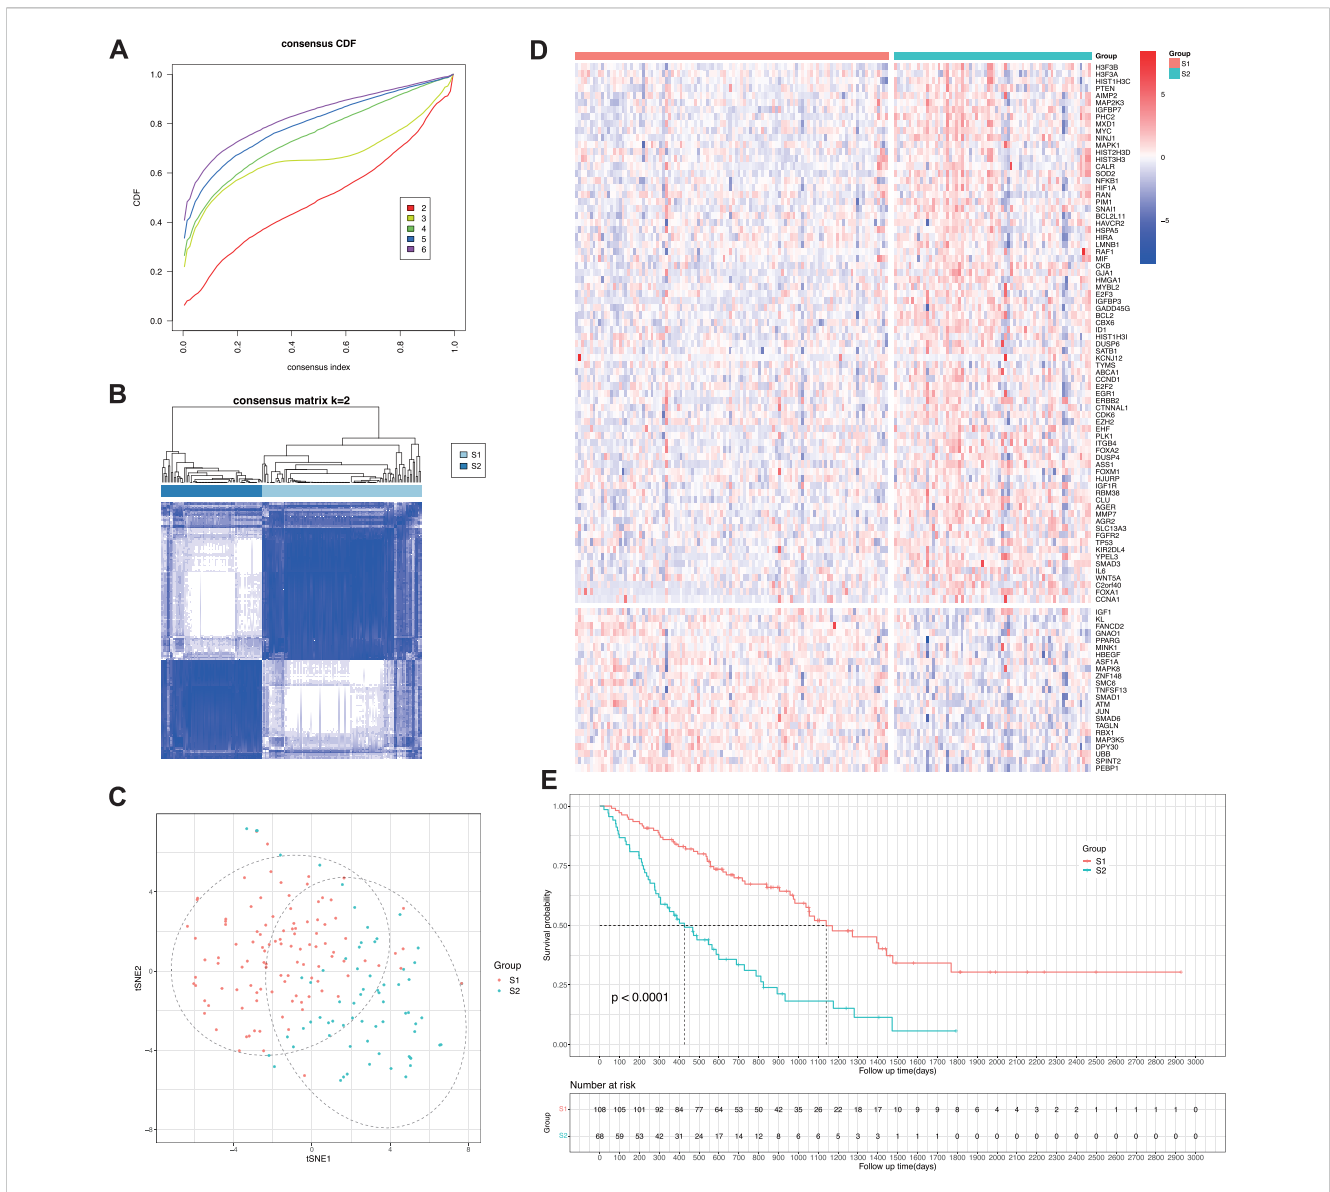 A
consensus CDF
1.0
0.8
0.6
0.4
0.2
0.0
CDF
2
3
4
5
6
0.0
0.2
0.4
0.6
0.8
1.0
consensus index
B
consensus matrix k=2
S1
S2
C
4
0
−4
−8
tSNE2
−4
0
4
8
tSNE1
Group
S1
S2
D
Group
H3F3B
H3F3A
HIST1H3C
PTEN
AIMP2
MAP2K3
IGFBP7
PHC2
MXD1
MYC
NINJ1
MAPK1
HIST2H3D
HIST3H3
CALR
SOD2
NFKB1
HIF1A
RAN
PIM1
SNAI1
BCL2L11
HAVCR2
HSPA5
HIRA
LMNB1
RAF1
MIF
CKB
GJA1
HMGA1
MYBL2
E2F3
IGFBP3
GADD45G
BCL2
CBX6
ID1
HIST1H3I
DUSP6
SATB1
KCNJ12
TYMS
ABCA1
CCND1
E2F2
EGR1
ERBB2
CTNNAL1
CDK6
EZH2
EHF
PLK1
ITGB4
FOXA2
DUSP4
ASS1
FOXM1
HJURP
IGF1R
RBM38
CLU
AGER
MMP7
AGR2
SLC13A3
FGFR2
TP53
KIR2DL4
YPEL3
SMAD3
IL6
WNT5A
C2orf40
FOXA1
CCNA1
IGF1
KL
FANCD2
GNAO1
PPARG
MINK1
HBEGF
ASF1A
MAPK8
ZNF148
SMC6
TNFSF13
SMAD1
ATM
JUN
SMAD6
TAGLN
RBX1
MAP3K5
DPY30
UBB
SPINT2
PEBP1
5
0
−5
Group
S1
S2
E
1.00
0.75
0.50
0.25
0.00
Survival probability
p < 0.0001
Group
S1
S2
0 100 200 300 400 500 600 700 800 900 1000 1100 1200 1300 1400 1500 1600 1700 1800 1900 2000 2100 2200 2300 2400 2500 2600 2700 2800 2900 3000
Follow up time(days)
Number at risk
Group
S1 108 105 101 92 84 77 64 53 50 42 35 26 22 18 17 10 9 9 8 6 4 4 3 2 2 1 1 1 1 1 0
S2 68 59 53 42 31 24 17 14 12 8 6 6 5 3 3 1 1 1 0 0 0 0 0 0 0 0 0 0 0 0 0
0 100 200 300 400 500 600 700 800 900 1000 1100 1200 1300 1400 1500 1600 1700 1800 1900 2000 2100 2200 2300 2400 2500 2600 2700 2800 2900 3000
Follow up time(days)